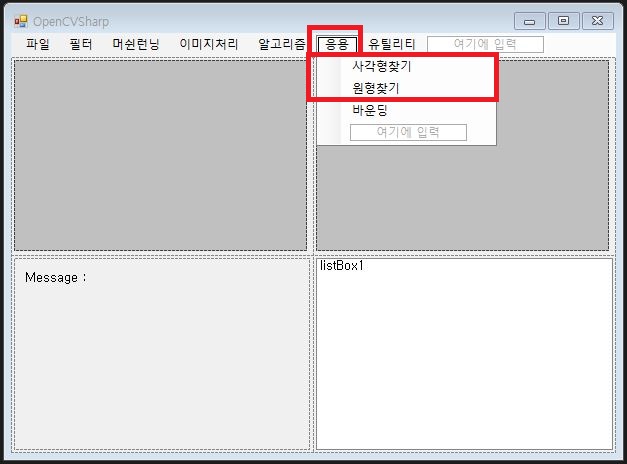 OpenCVSharp
파일 필터 머쉰런닝 이미지처리 알고리즘 응용 유틸리티 여기에 입력
사각형찾기
원형찾기
바운딩
여기에 입력
Message :
listBox1